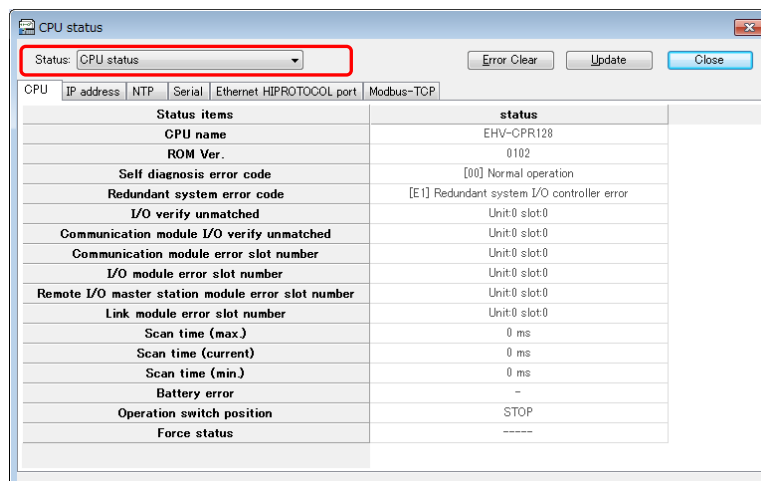 CPU status
Status: CPU status Error Clear Update Close
CPU IP address NTP Serial Ethernet HIPROTOCOL port Modbus-TCP
Status items status
CPU name EHV-CPR128
ROM Ver. 0102
Self diagnosis error code [00] Normal operation
Redundant system error code [E1] Redundant system I/O controller error
I/O verify unmatched Unit:0 slot:0
Communication module I/O verify unmatched Unit:0 slot:0
Communication module error slot number Unit:0 slot:0
I/O module error slot number Unit:0 slot:0
Remote I/O master station module error slot number Unit:0 slot:0
Link module error slot number Unit:0 slot:0
Scan time (max.) 0 ms
Scan time (current) 0 ms
Scan time (min.) 0 ms
Battery error -
Operation switch position STOP
Force status -----